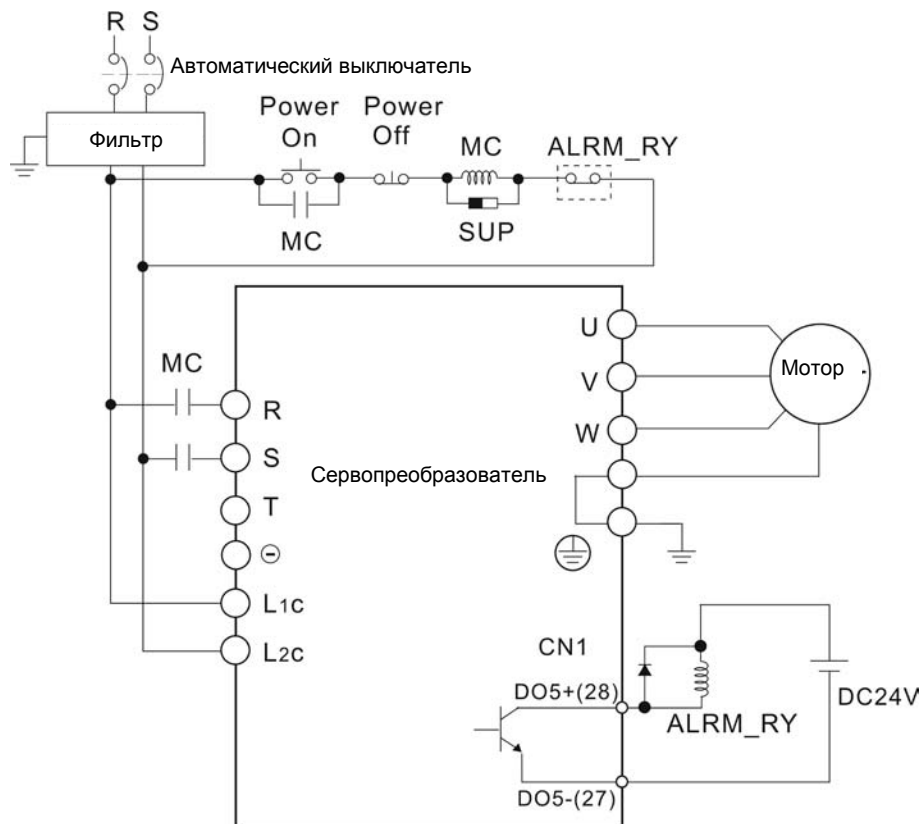 R S
Автоматический выключатель
Фильтр
Power On
Power Off
MC
ALRM_RY
MC
SUP
MC
R
S
T
⊖
L1c
L2c
Сервопреобразователь
U
V
W
Мотор
CN1
DO5+(28)
DO5-(27)
ALRM_RY
DC24V